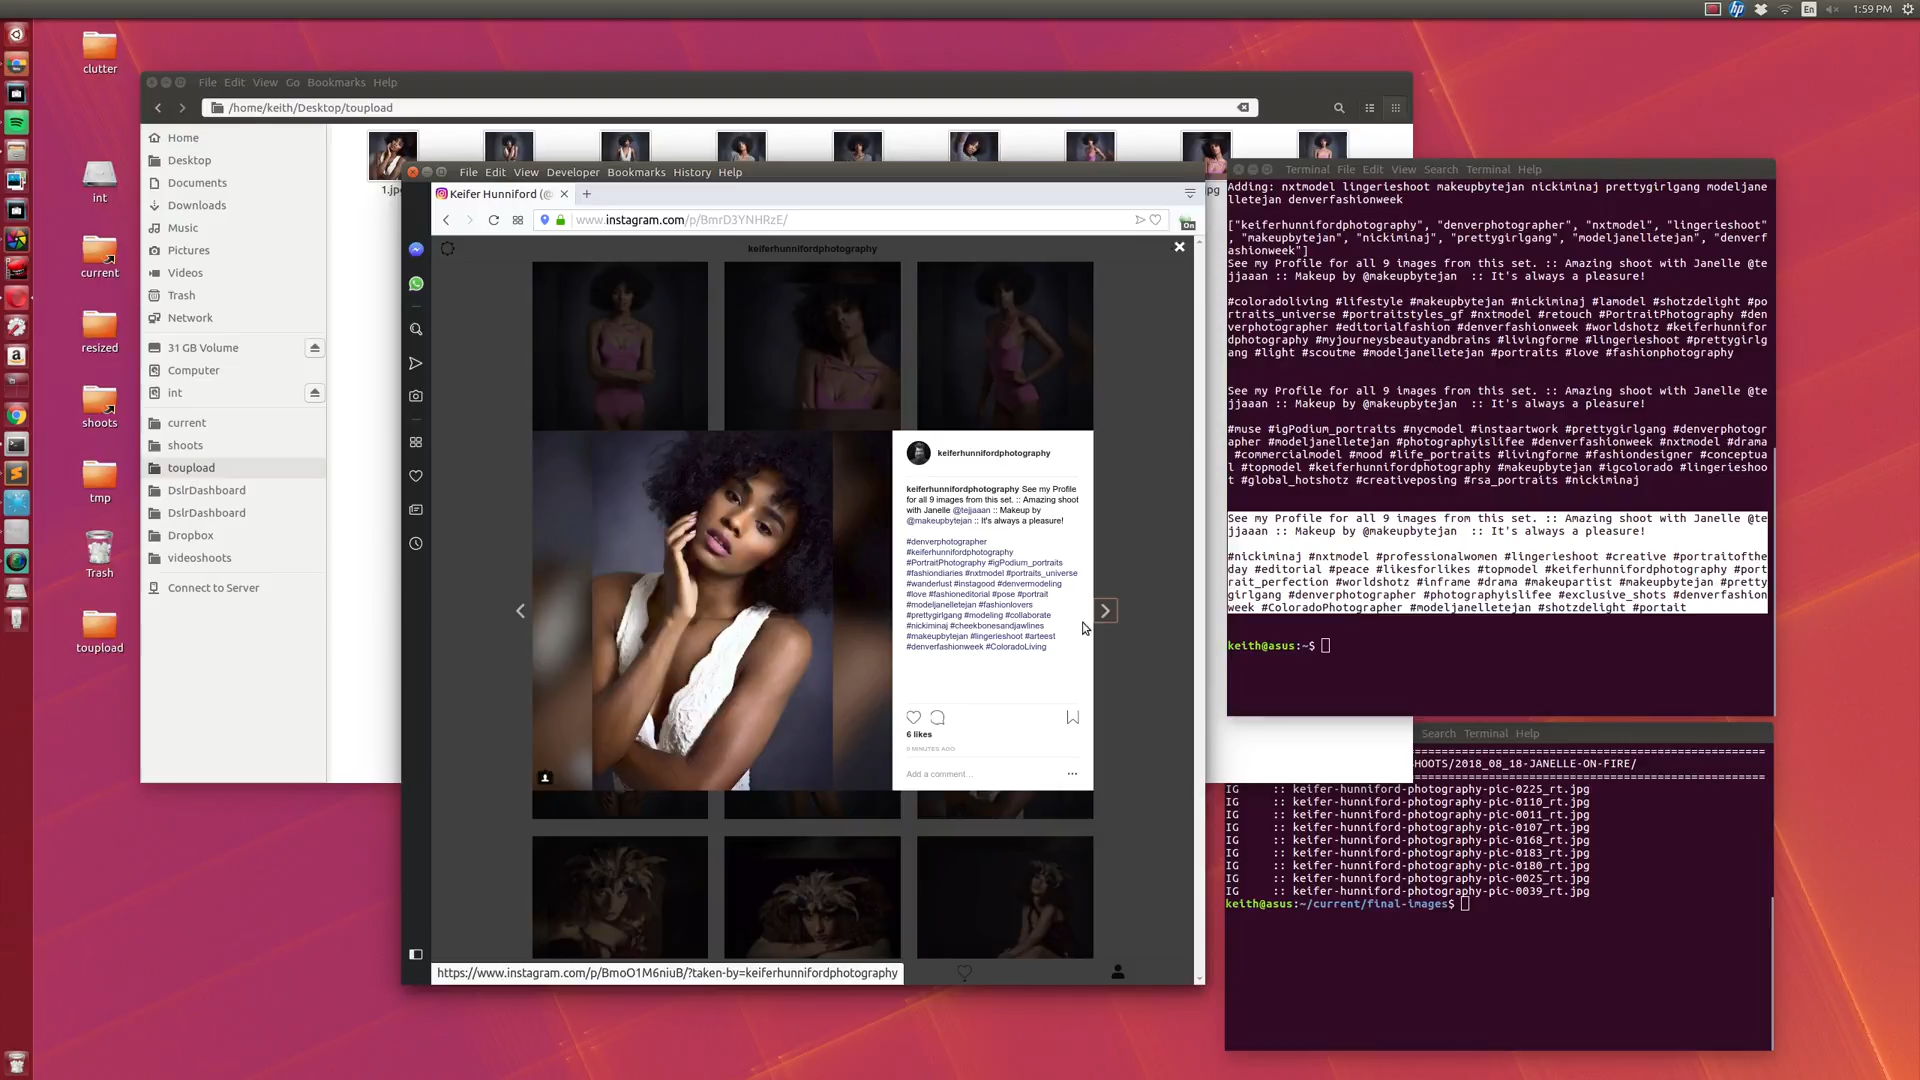 En
1:59 PM
clutter
int
current
resized
shoots
tmp
Trash
toupload
File Edit View Go Bookmarks Help
/home/keith/Desktop/toupload
Home
Desktop
Documents
Downloads
Music
Pictures
Videos
Trash
Network
31 GB Volume
Computer
int
current
shoots
toupload
DslrDashboard
DslrDashboard
Dropbox
videoshoots
Connect to Server
File Edit View Developer Bookmarks History Help
Keifer Hunniford (@
www.instagram.com/p/BmrD3YNHRzE/
On
keiferhunnifordphotography
keiferhunnifordphotography
keiferhunnifordphotography See my Profile
for all 9 images from this set. :: Amazing shoot
with Janelle @tejjaaan :: Makeup by
@makeupbytejan :: It's always a pleasure!
#denverphotographer
#keiferhunnifordphotography
#PortraitPhotography #igPodium_portraits
#fashiondiaries #nxtmodel #portraits_universe
#wanderlust #instagood #denvermodeling
#love #fashioneditorial #pose #portrait
#modeljanelletejan #fashionlovers
#prettygirlgang #modeling #collaborate
#nickiminaj #cheekbonesandjawlines
#makeupbytejan #lingerieshoot #arteest
#denverfashionweek #ColoradoLiving
6 likes
9 MINUTES AGO
Add a comment...
https://www.instagram.com/p/BmoO1M6niuB/?taken-by=keiferhunnifordphotography
Terminal File Edit View Search Terminal Help
Adding: nxtmodel lingerieshoot makeupbytejan nickiminaj prettygirlgang modeljane
lletejan denverfashionweek
["keiferhunnifordphotography", "denverphotographer", "nxtmodel", "lingerieshoot"
, "makeupbytejan", "nickiminaj", "prettygirlgang", "modeljanelletejan", "denverf
ashionweek"]
See my Profile for all 9 images from this set. :: Amazing shoot with Janelle @te
jjaaan :: Makeup by @makeupbytejan  :: It's always a pleasure!
#coloradoliving #lifestyle #makeupbytejan #nickiminaj #lamodel #shotzdelight #po
rtraits_universe #portraitstyles_gf #nxtmodel #retouch #PortraitPhotography #den
verphotographer #editorialfashion #denverfashionweek #worldshotz #keiferhunnifor
dphotography #myjourneysbeautyandbrains #livingforme #lingerieshoot #prettygirlg
ang #light #scoutme #modeljanelletejan #portraits #love #fashionphotography
See my Profile for all 9 images from this set. :: Amazing shoot with Janelle @te
jjaaan :: Makeup by @makeupbytejan  :: It's always a pleasure!
#muse #igPodium_portraits #nycmodel #instaartwork #prettygirlgang #denverphotogr
apher #modeljanelletejan #photographyislifee #denverfashionweek #nxtmodel #drama
 #commercialmodel #mood #life_portraits #livingforme #fashiondesigner #conceptua
l #topmodel #keiferhunnifordphotography #makeupbytejan #igcolorado #lingerieshoo
t #global_hotshotz #creativeposing #rsa_portraits #nickiminaj
See my Profile for all 9 images from this set. :: Amazing shoot with Janelle @te
jjaaan :: Makeup by @makeupbytejan  :: It's always a pleasure!
#nickiminaj #nxtmodel #professionalwomen #lingerieshoot #creative #portraitofthe
day #editorial #peace #likesforlikes #topmodel #keiferhunnifordphotography #port
rait_perfection #worldshotz #inframe #drama #makeupartist #makeupbytejan #pretty
girlgang #denverphotographer #photographyislifee #exclusive_shots #denverfashion
week #ColoradoPhotographer #modeljanelletejan #shotzdelight #portait
keith@asus:~$
Search Terminal Help
SHOOTS/2018_08_18-JANELLE-ON-FIRE/
IG :: keifer-hunniford-photography-pic-0225_rt.jpg
IG :: keifer-hunniford-photography-pic-0110_rt.jpg
IG :: keifer-hunniford-photography-pic-0011_rt.jpg
IG :: keifer-hunniford-photography-pic-0107_rt.jpg
IG :: keifer-hunniford-photography-pic-0168_rt.jpg
IG :: keifer-hunniford-photography-pic-0183_rt.jpg
IG :: keifer-hunniford-photography-pic-0180_rt.jpg
IG :: keifer-hunniford-photography-pic-0025_rt.jpg
IG :: keifer-hunniford-photography-pic-0039_rt.jpg
keith@asus:~/current/final-images$